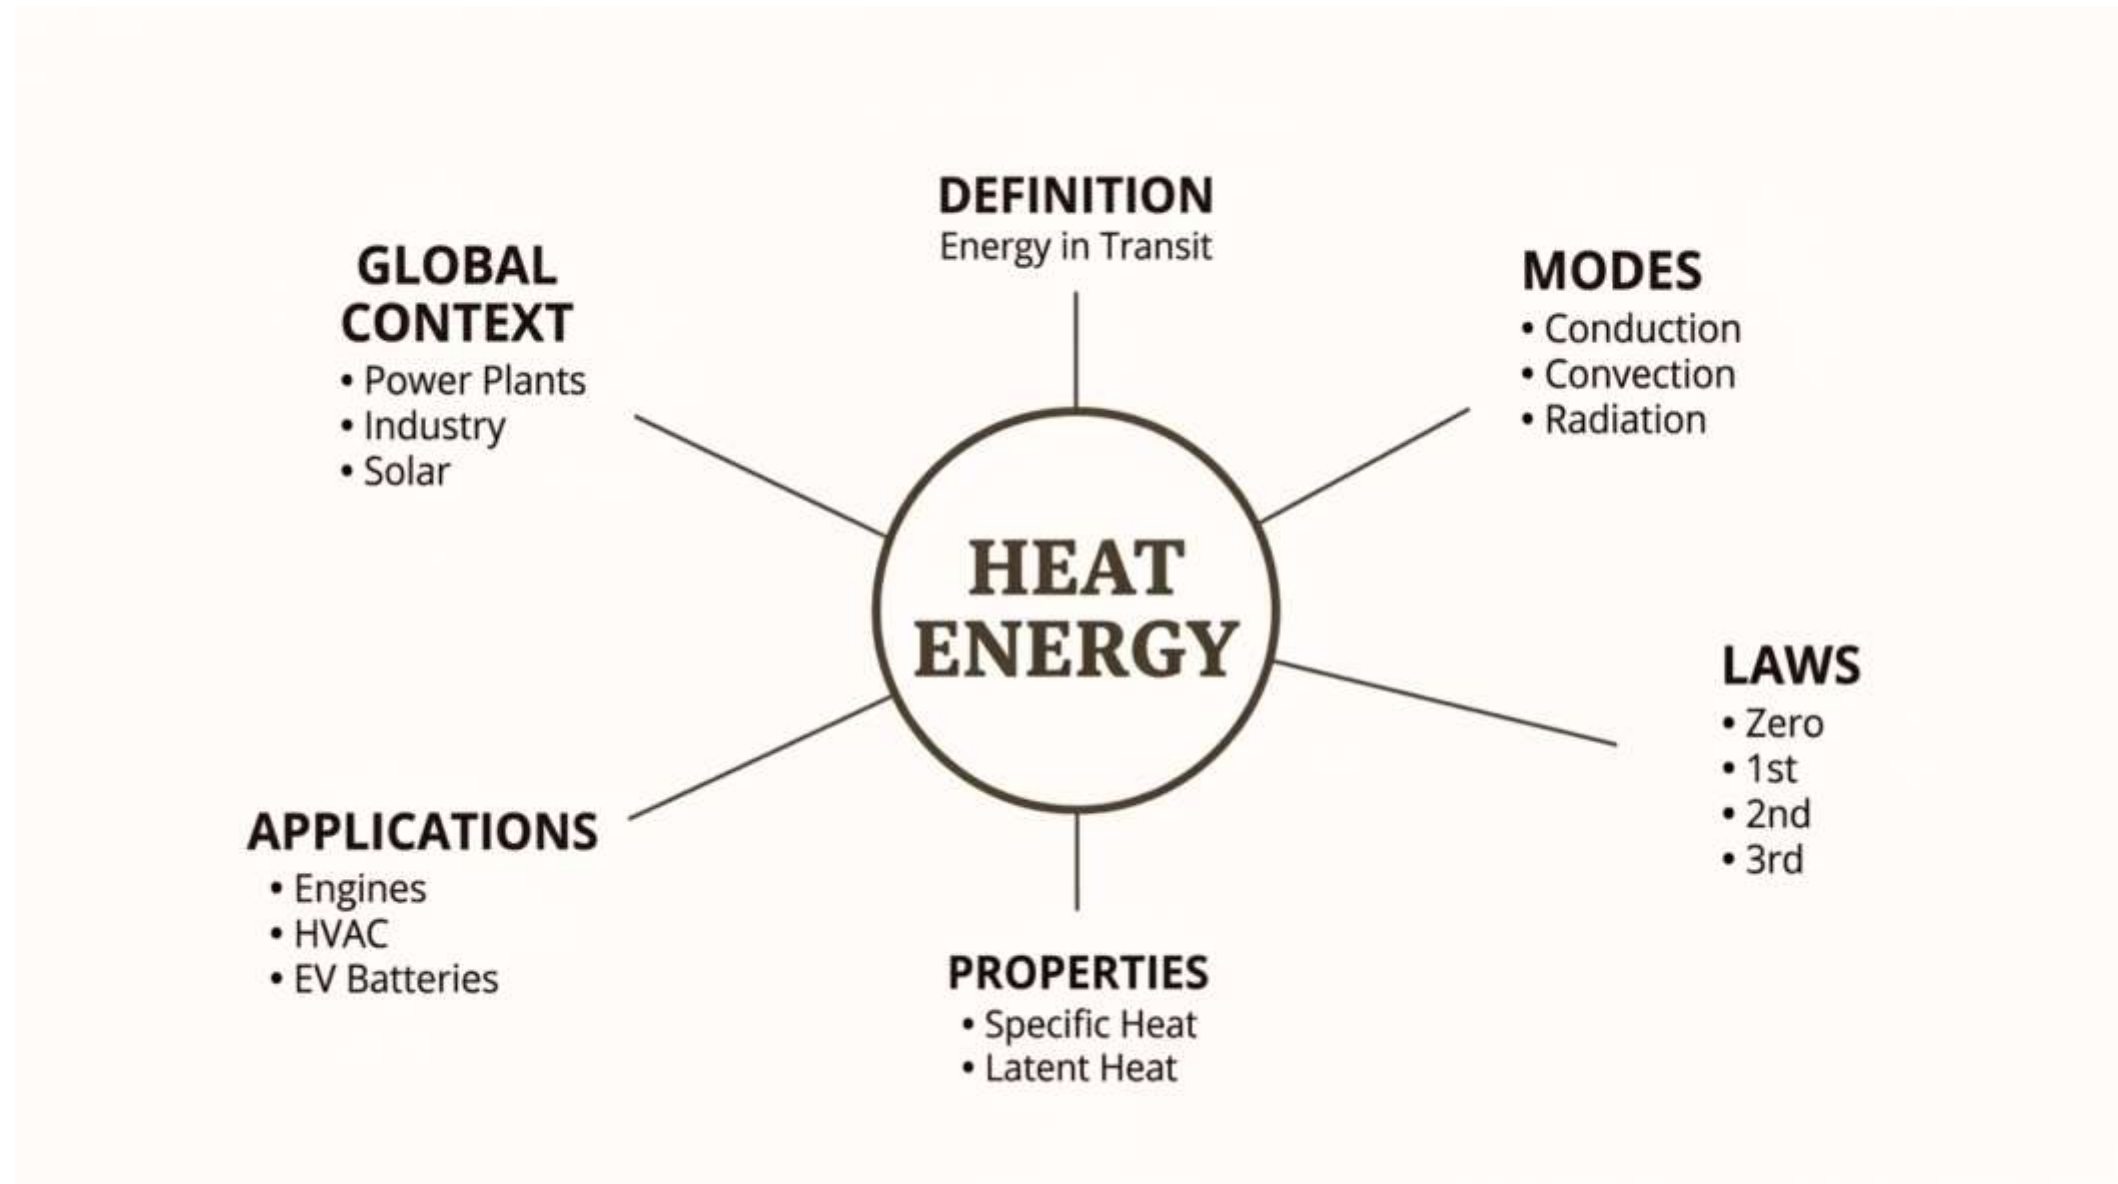 DEFINITION
Energy in Transit
GLOBAL
CONTEXT
• Power Plants
• Industry
• Solar
MODES
• Conduction
• Convection
• Radiation
HEAT
ENERGY
LAWS
• Zero
• 1st
• 2nd
• 3rd
APPLICATIONS
• Engines
• HVAC
• EV Batteries
PROPERTIES
• Specific Heat
• Latent Heat